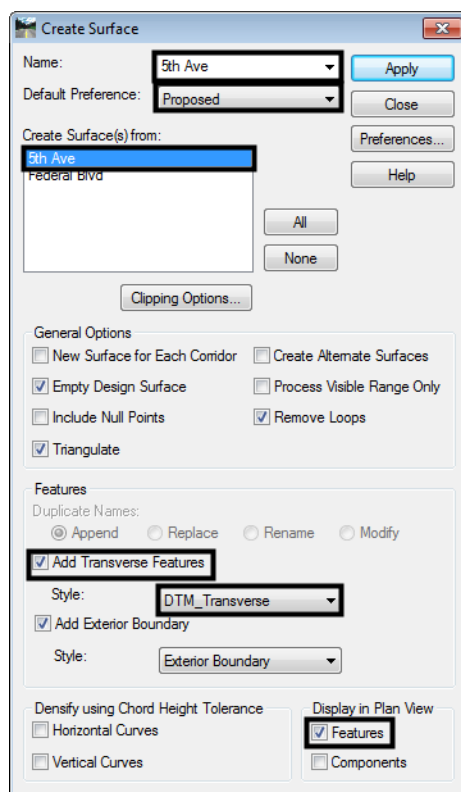 Create Surface
Name: 5th Ave Apply
Default Preference: Proposed Close
Create Surface(s) from: Preferences...
5th Ave
Federal Blvd Help
All
None
Clipping Options...
General Options
New Surface for Each Corridor Create Alternate Surfaces
Empty Design Surface Process Visible Range Only
Include Null Points Remove Loops
Triangulate
Features
Duplicate Names:
Append Replace Rename Modify
Add Transverse Features
Style: DTM_Transverse
Add Exterior Boundary
Style: Exterior Boundary
Densify using Chord Height Tolerance Display in Plan View
Horizontal Curves Features
Vertical Curves Components